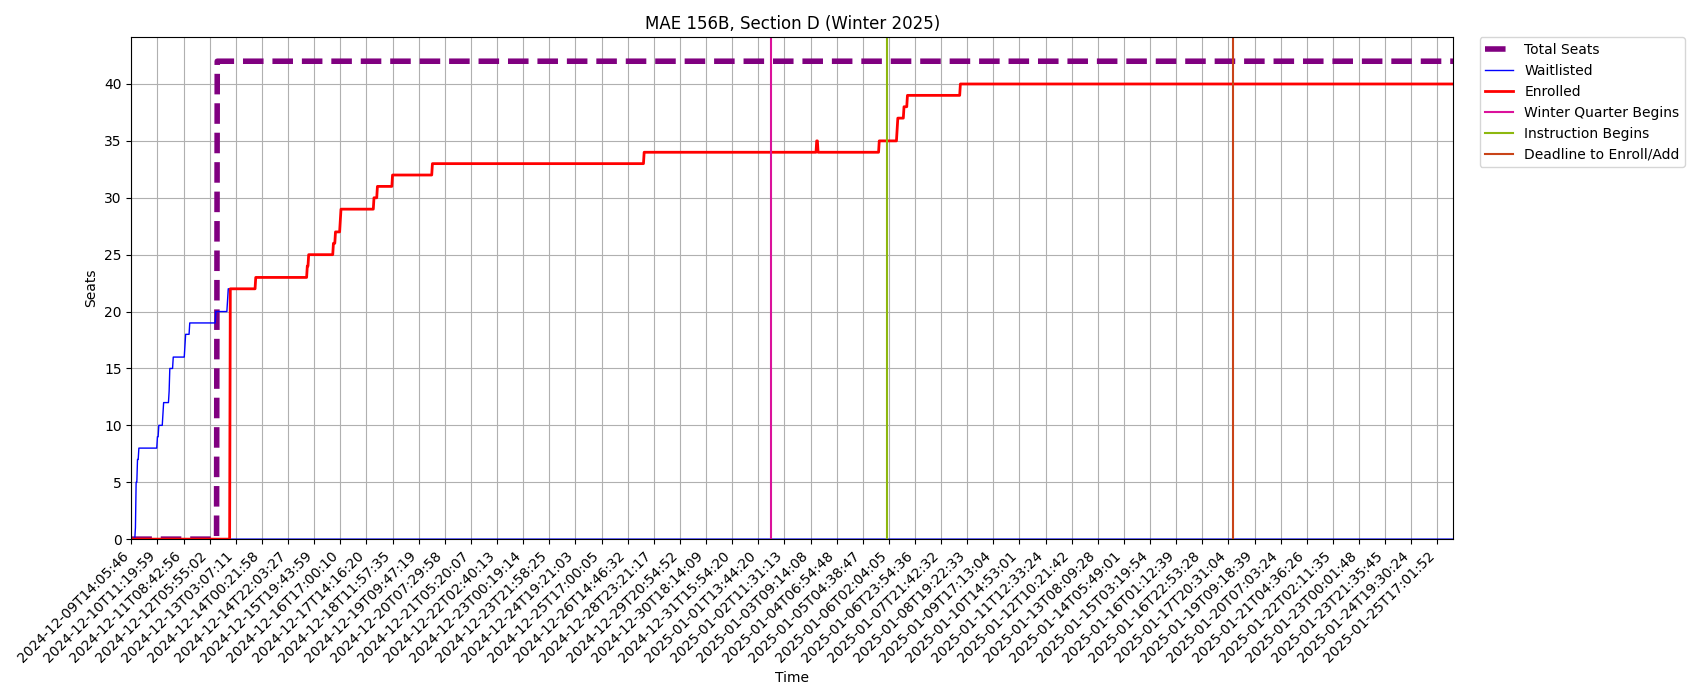 MAE 156B, Section D (Winter 2025)
Total Seats
Waitlisted
Enrolled
Winter Quarter Begins
Instruction Begins
Deadline to Enroll/Add
Seats
40
35
30
25
20
15
10
5
0
2024-12-09T14:05:46
2024-12-10T11:19:59
2024-12-11T08:42:56
2024-12-12T05:55:02
2024-12-13T03:07:11
2024-12-14T00:21:58
2024-12-14T22:03:27
2024-12-15T19:43:59
2024-12-16T17:00:10
2024-12-17T14:16:20
2024-12-18T11:57:35
2024-12-19T09:47:19
2024-12-20T07:29:58
2024-12-21T05:20:07
2024-12-22T02:40:13
2024-12-23T00:19:14
2024-12-23T21:58:25
2024-12-24T19:21:03
2024-12-25T17:00:05
2024-12-26T14:46:32
2024-12-28T23:21:17
2024-12-29T20:54:52
2024-12-30T18:14:09
2024-12-31T15:54:20
2025-01-01T13:44:20
2025-01-02T11:31:13
2025-01-03T09:14:08
2025-01-04T06:54:48
2025-01-05T04:38:47
2025-01-06T02:04:05
2025-01-06T23:54:36
2025-01-07T21:42:32
2025-01-08T19:22:33
2025-01-09T17:13:04
2025-01-10T14:53:01
2025-01-11T12:33:24
2025-01-12T10:21:42
2025-01-13T08:09:28
2025-01-14T05:49:01
2025-01-15T03:19:54
2025-01-16T01:12:39
2025-01-16T22:53:28
2025-01-17T20:31:04
2025-01-19T09:18:39
2025-01-20T07:03:24
2025-01-21T04:36:26
2025-01-22T02:11:35
2025-01-23T00:01:48
2025-01-23T21:35:45
2025-01-24T19:30:24
2025-01-25T17:01:52
Time